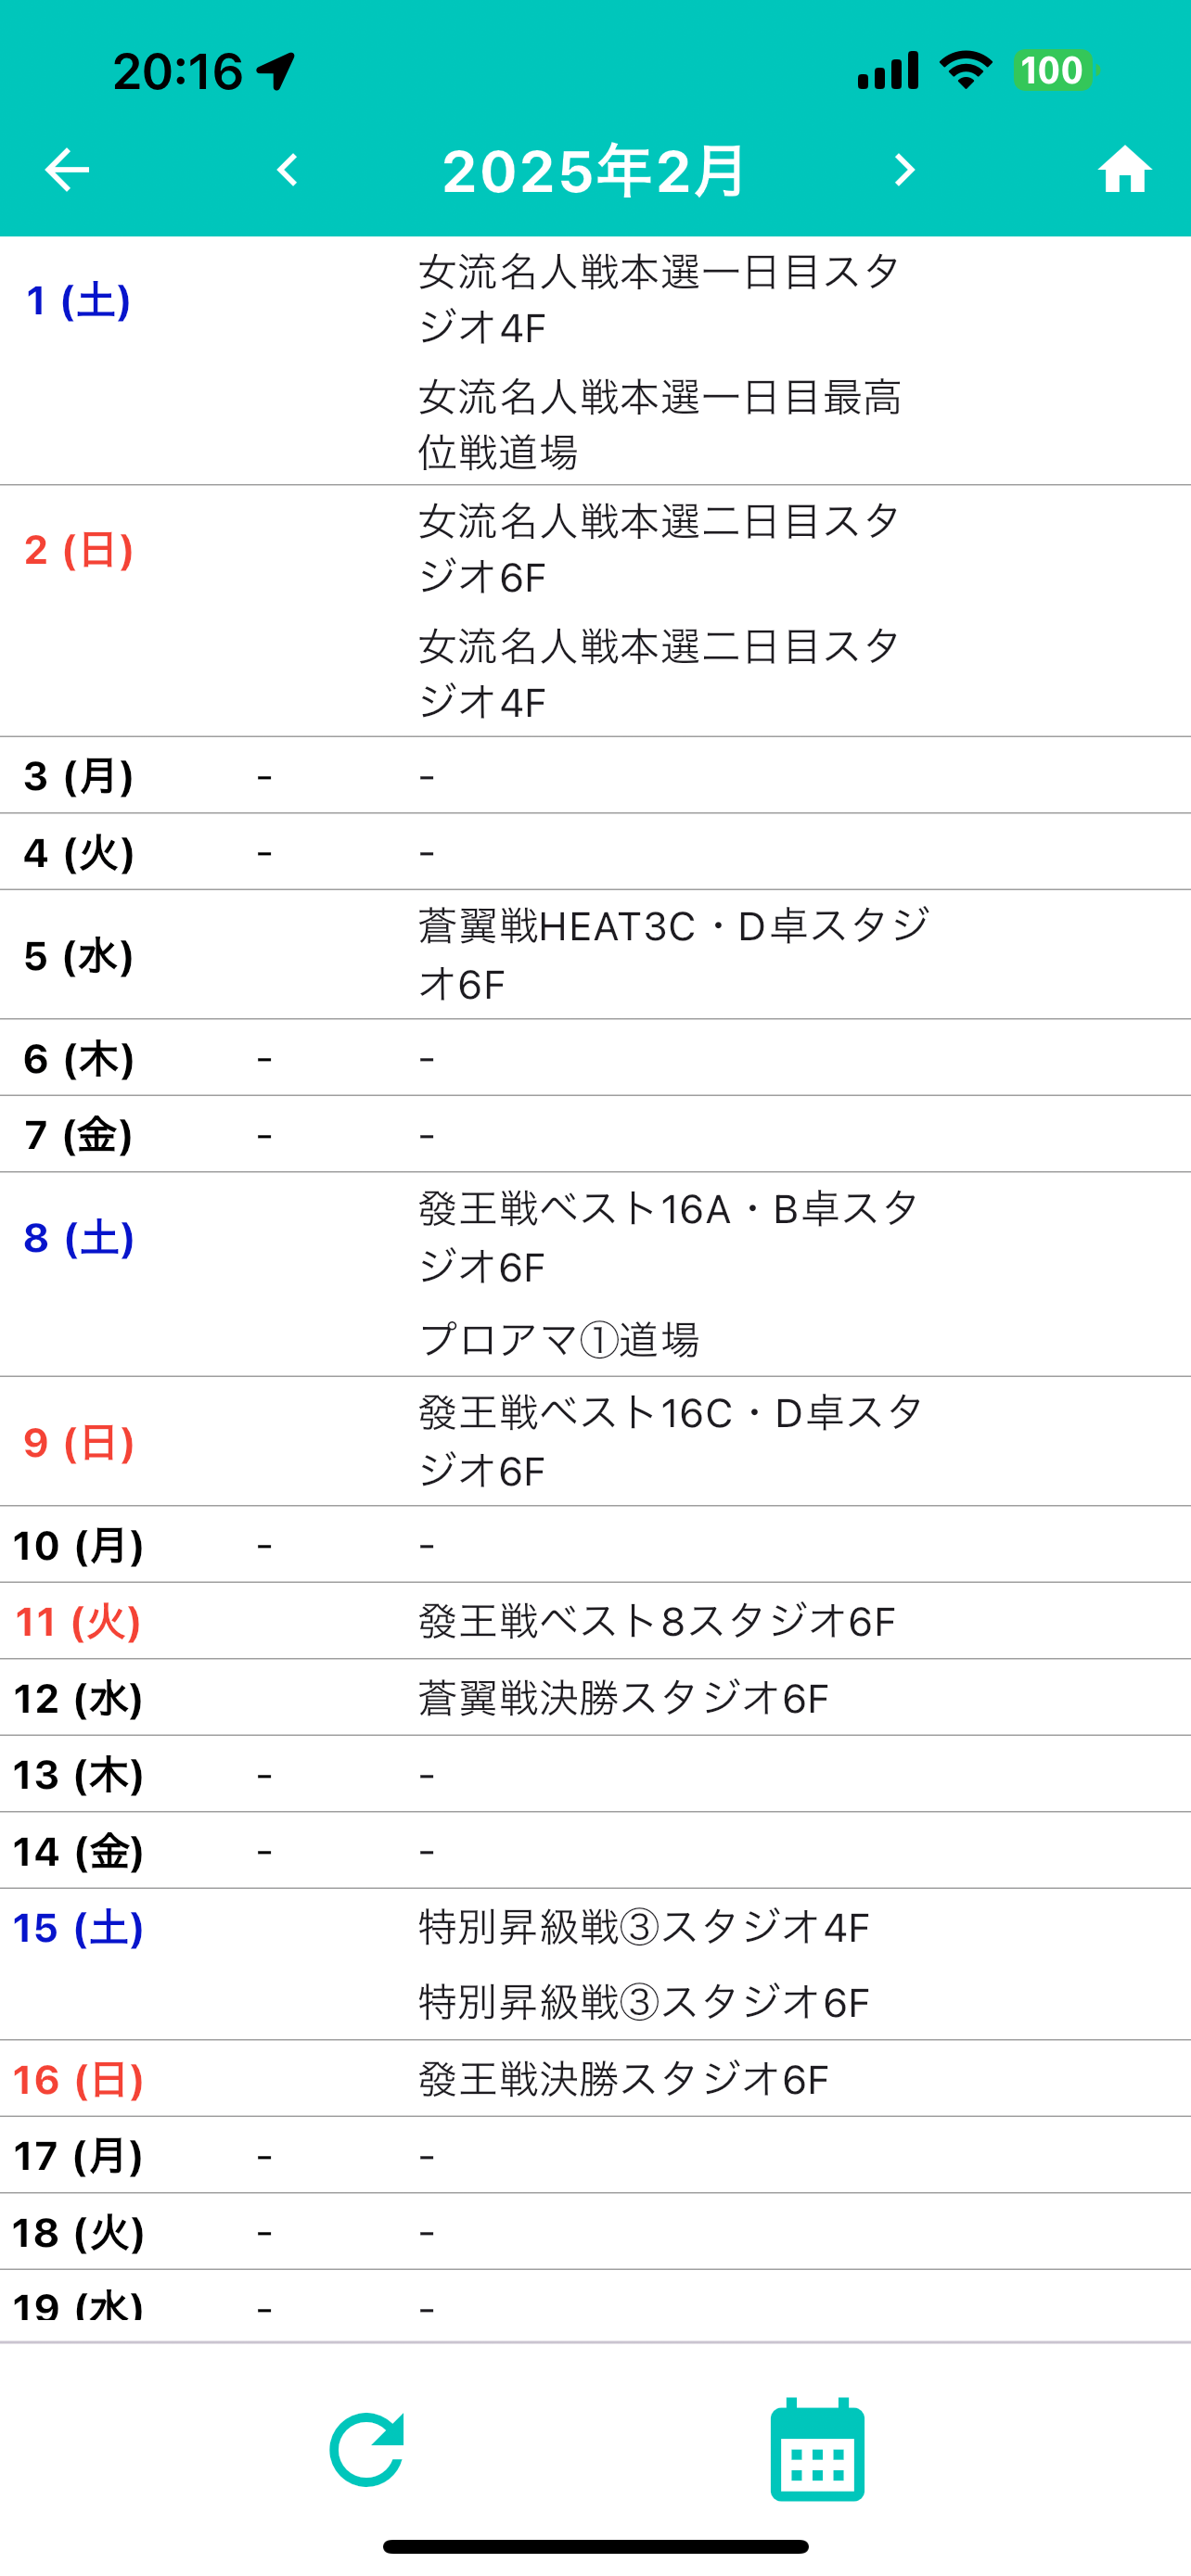 20:16
100
2025年2月
1 (土)
女流名人戦本選一日目スタ
ジオ4F
女流名人戦本選一日目最高
位戦道場
2 (日)
女流名人戦本選二日目スタ
ジオ6F
女流名人戦本選二日目スタ
ジオ4F
3 (月) - -
4 (火) - -
5 (水)
蒼翼戦HEAT3C・D卓スタジ
オ6F
6 (木) - -
7 (金) - -
8 (土)
發王戦ベスト16A・B卓スタ
ジオ6F
プロアマ①道場
9 (日)
發王戦ベスト16C・D卓スタ
ジオ6F
10 (月) - -
11 (火) 發王戦ベスト8スタジオ6F
12 (水) 蒼翼戦決勝スタジオ6F
13 (木) - -
14 (金) - -
15 (土) 特別昇級戦③スタジオ4F
特別昇級戦③スタジオ6F
16 (日) 發王戦決勝スタジオ6F
17 (月) - -
18 (火) - -
19 (水) - -